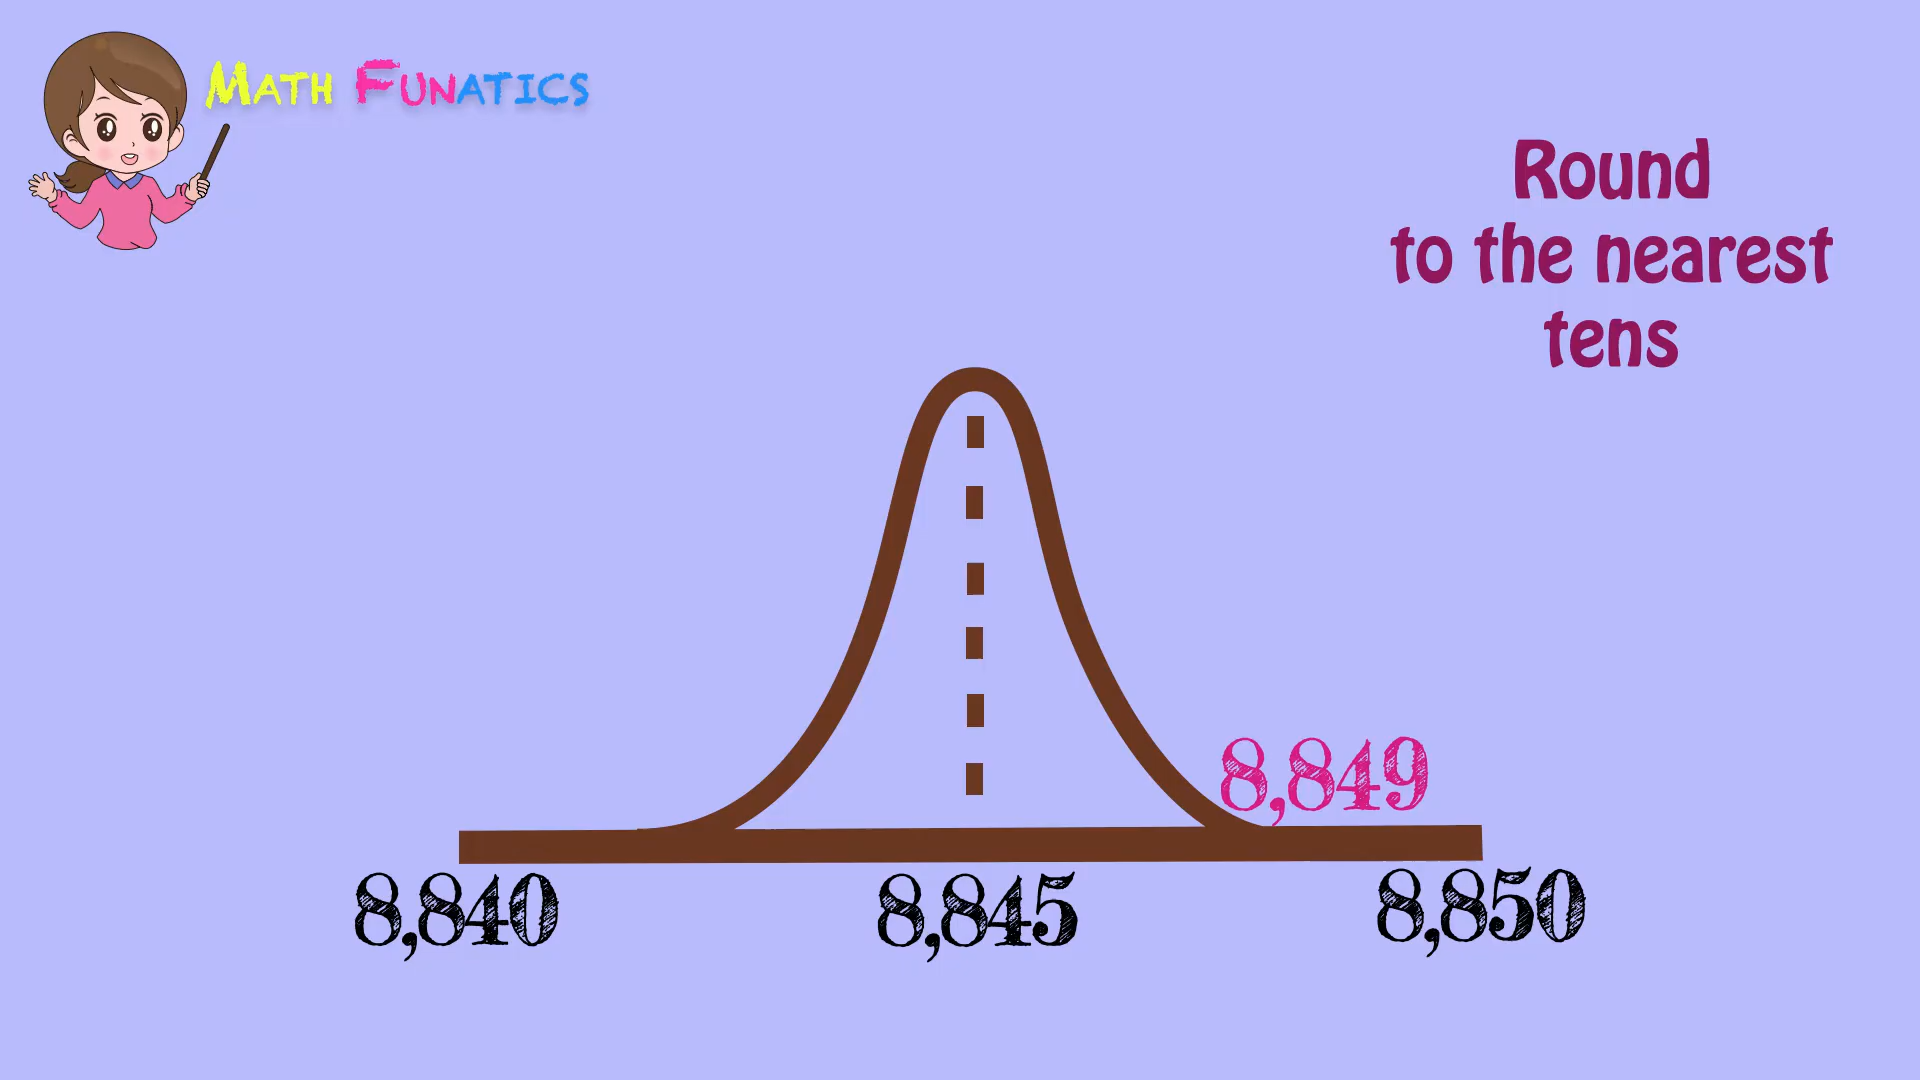 MATH FUNATICS
Round
to the nearest
tens
8,849
8,840 8,845 8,850